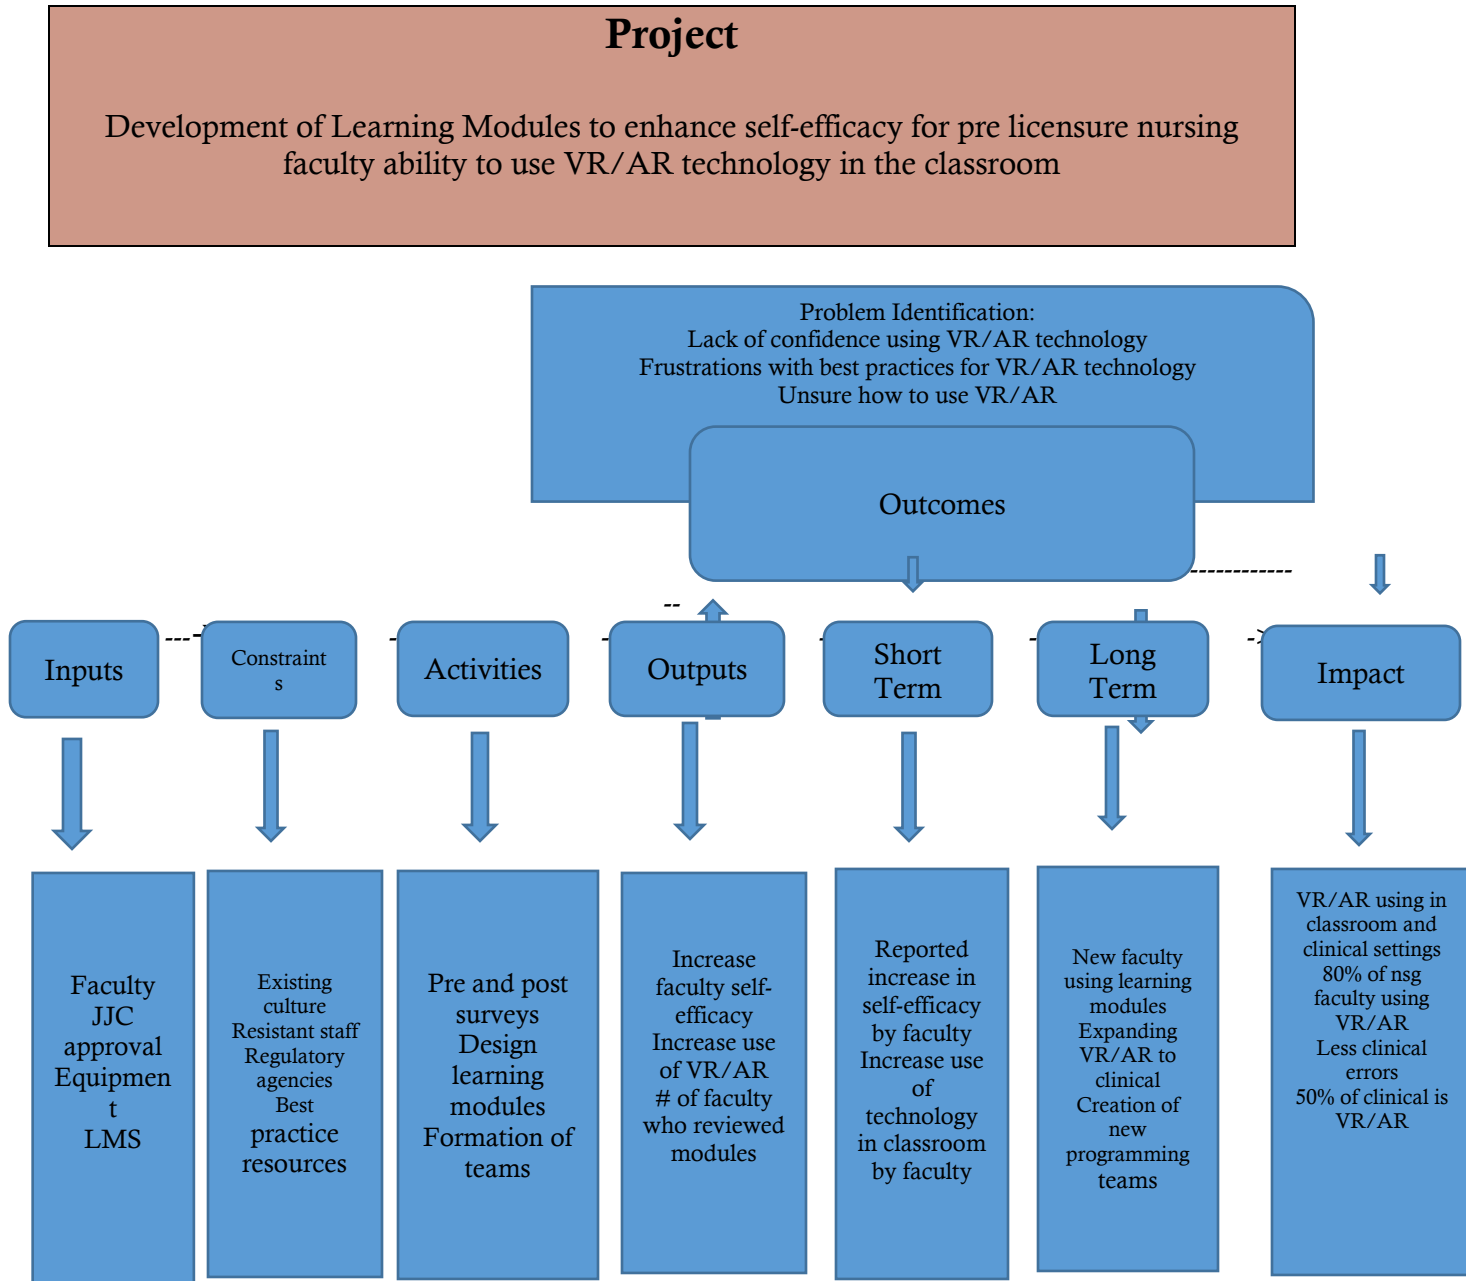 Project
Development of Learning Modules to enhance self-efficacy for pre licensure nursing
faculty ability to use VR/AR technology in the classroom
Problem Identification:
Lack of confidence using VR/AR technology
Frustrations with best practices for VR/AR technology
Unsure how to use VR/AR
Outcomes
Inputs
Constraint
s
Activities
Outputs
Short
Term
Long
Term
Impact
Faculty
JJC
approval
Equipmen
t
LMS
Existing
culture
Resistant staff
Regulatory
agencies
Best
practice
resources
Pre and post
surveys
Design
learning
modules
Formation of
teams
Increase
faculty self-
efficacy
Increase use
of VR/AR
# of faculty
who reviewed
modules
Reported
increase in
self-efficacy
by faculty
Increase use
of
technology
in classroom
by faculty
New faculty
using learning
modules
Expanding
VR/AR to
clinical
Creation of
new
programming
teams
VR/AR using in
classroom and
clinical settings
80% of nsg
faculty using
VR/AR
Less clinical
errors
50% of clinical is
VR/AR